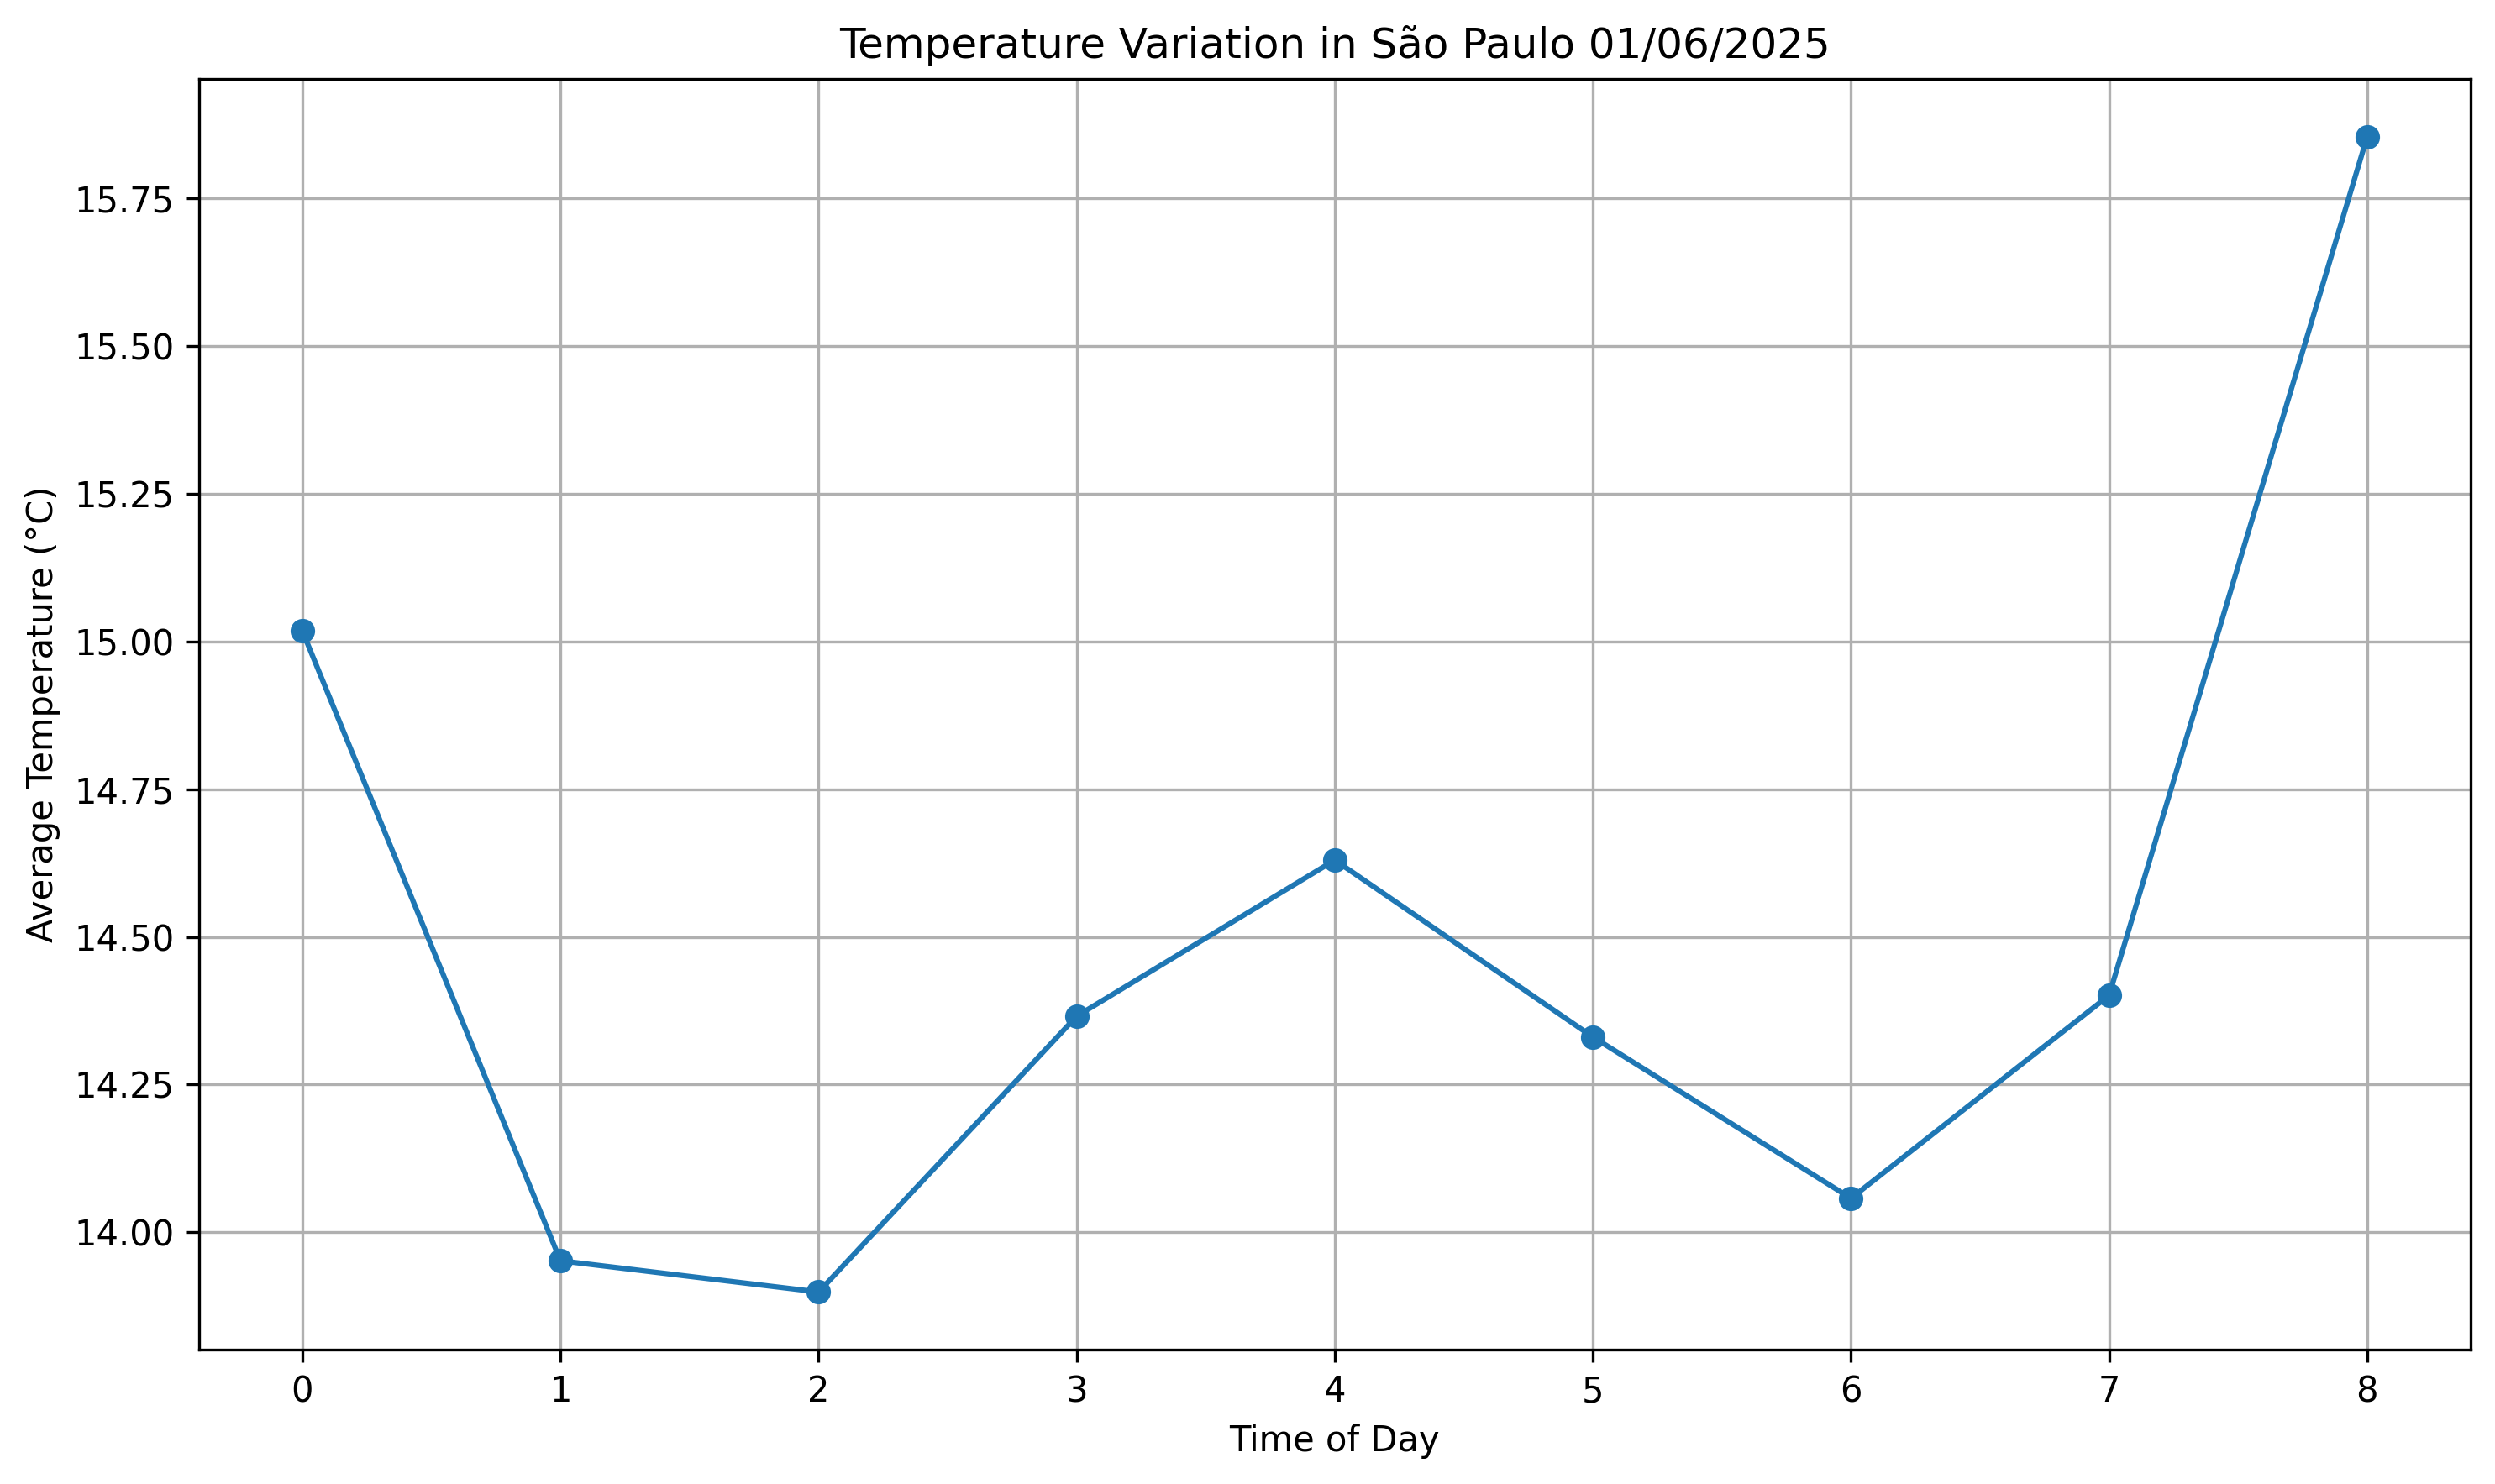 Temperature Variation in São Paulo 01/06/2025
Average Temperature (°C)
15.75
15.50
15.25
15.00
14.75
14.50
14.25
14.00
0 1 2 3 4 5 6 7 8
Time of Day